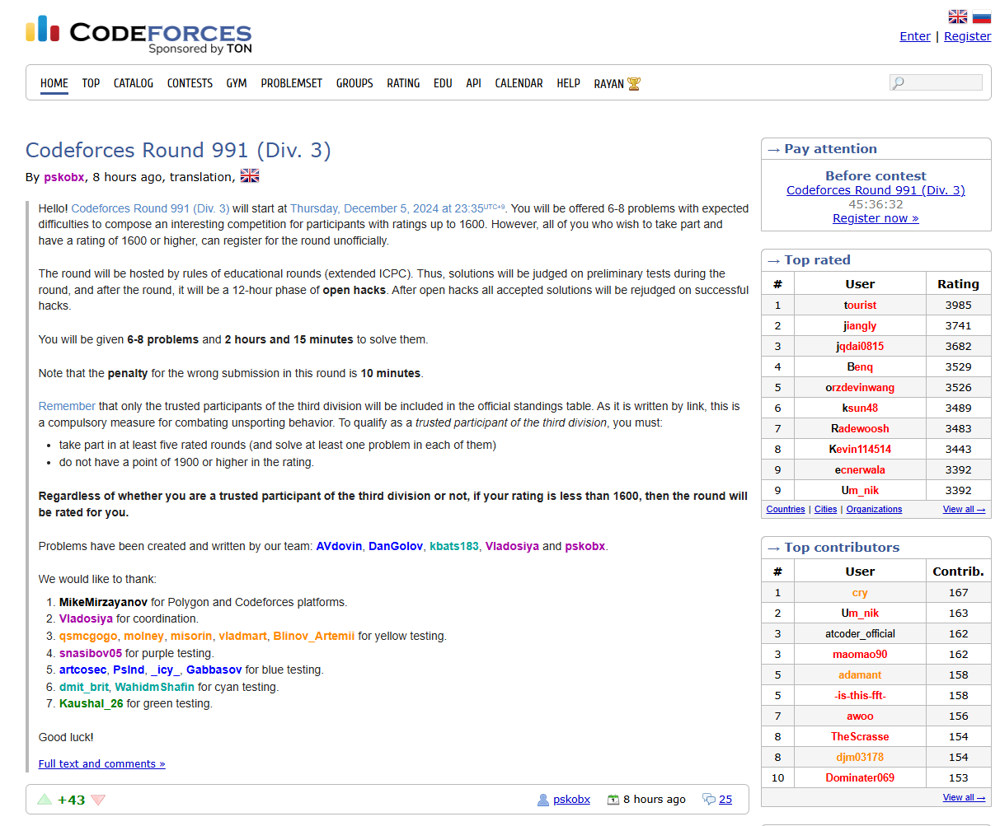 CODEFORCES
Sponsored by TON
Enter | Register
HOME TOP CATALOG CONTESTS GYM PROBLEMSET GROUPS RATING EDU API CALENDAR HELP RAYAN
Codeforces Round 991 (Div. 3)
By pskobx, 8 hours ago, translation,
Hello! Codeforces Round 991 (Div. 3) will start at Thursday, December 5, 2024 at 23:35UTC+9. You will be offered 6-8 problems with expected
difficulties to compose an interesting competition for participants with ratings up to 1600. However, all of you who wish to take part and
have a rating of 1600 or higher, can register for the round unofficially.
The round will be hosted by rules of educational rounds (extended ICPC). Thus, solutions will be judged on preliminary tests during the
round, and after the round, it will be a 12-hour phase of open hacks. After open hacks all accepted solutions will be rejudged on successful
hacks.
You will be given 6-8 problems and 2 hours and 15 minutes to solve them.
Note that the penalty for the wrong submission in this round is 10 minutes.
Remember that only the trusted participants of the third division will be included in the official standings table. As it is written by link, this is
a compulsory measure for combating unsporting behavior. To qualify as a trusted participant of the third division, you must:
• take part in at least five rated rounds (and solve at least one problem in each of them)
• do not have a point of 1900 or higher in the rating.
Regardless of whether you are a trusted participant of the third division or not, if your rating is less than 1600, then the round will
be rated for you.
Problems have been created and written by our team: AVdovin, DanGolov, kbats183, Vladosiya and pskobx.
We would like to thank:
1. MikeMirzayanov for Polygon and Codeforces platforms.
2. Vladosiya for coordination.
3. qsmcgogo, molney, misorin, vladmart, Blinov_Artemii for yellow testing.
4. snasibov05 for purple testing.
5. artcosec, PsInd, _icy_, Gabbasov for blue testing.
6. dmit_brit, WahidmShafin for cyan testing.
7. Kaushal_26 for green testing.
Good luck!
Full text and comments »
+43
pskobx 8 hours ago 25
→ Pay attention
Before contest
Codeforces Round 991 (Div. 3)
45:36:32
Register now »
→ Top rated
# User Rating
1 tourist 3985
2 jiangly 3741
3 jqdai0815 3682
4 Benq 3529
5 orzdevinwang 3526
6 ksun48 3489
7 Radewoosh 3483
8 Kevin114514 3443
9 ecnerwala 3392
9 Um_nik 3392
Countries | Cities | Organizations View all →
→ Top contributors
# User Contrib.
1 cry 167
2 Um_nik 163
3 atcoder_official 162
3 maomao90 162
5 adamant 158
5 -is-this-fft- 158
7 awoo 156
8 TheScrasse 154
8 djm03178 154
10 Dominater069 153
View all →